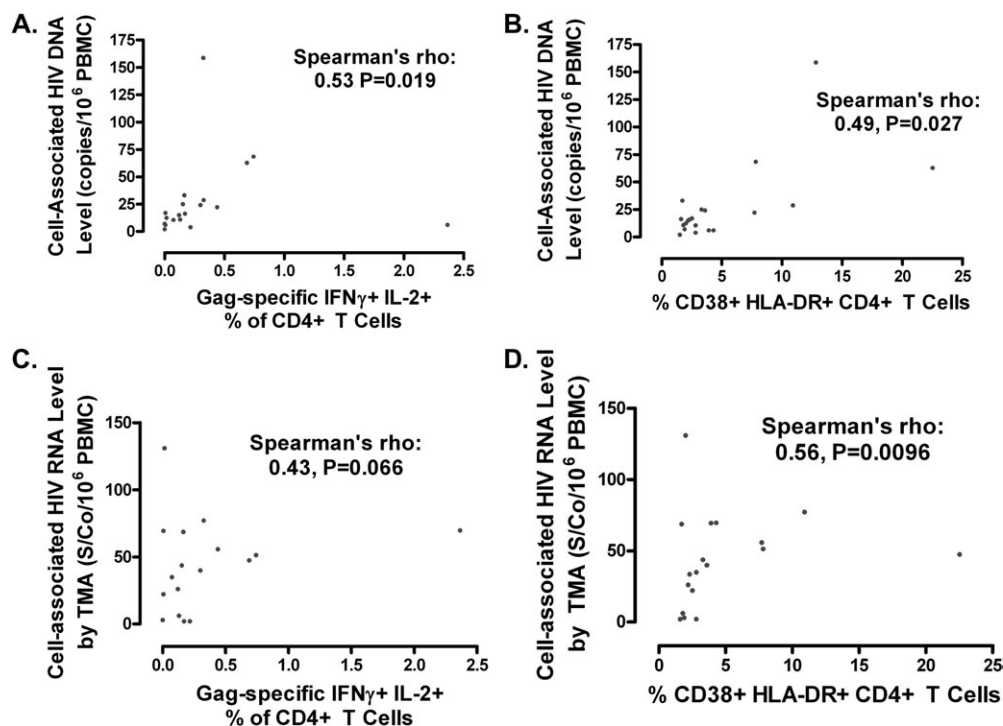 A.
Cell-Associated HIV DNA
Level (copies/10⁶ PBMC)
175
150
125
100
75
50
25
0
Spearman's rho:
0.53 P=0.019
0.0 0.5 1.0 1.5 2.0 2.5
Gag-specific IFNγ+ IL-2+
% of CD4+ T Cells
B.
Cell-Associated HIV DNA
Level (copies/10⁶ PBMC)
175
150
125
100
75
50
25
0
Spearman's rho:
0.49, P=0.027
0 5 10 15 20 25
% CD38+ HLA-DR+ CD4+ T Cells
C.
Cell-associated HIV RNA Level
by TMA (S/Co/10⁶ PBMC)
150
100
50
0
Spearman's rho:
0.43, P=0.066
0.0 0.5 1.0 1.5 2.0 2.5
Gag-specific IFNγ+ IL-2+
% of CD4+ T Cells
D.
Cell-associated HIV RNA Level
by TMA (S/Co/10⁶ PBMC)
150
100
50
0
Spearman's rho:
0.56, P=0.0096
0 5 10 15 20 25
% CD38+ HLA-DR+ CD4+ T Cells